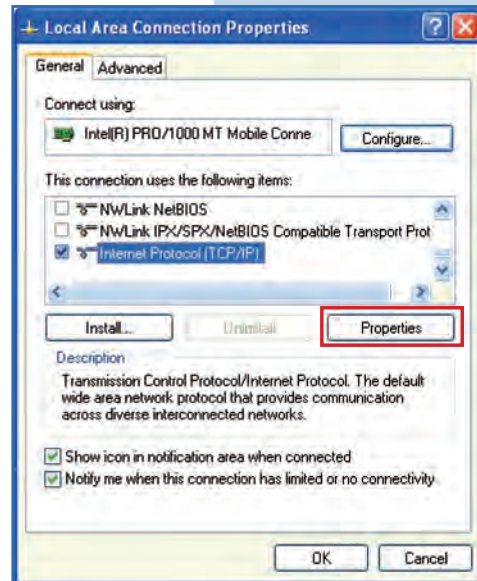 Local Area Connection Properties
General Advanced
Connect using:
Intel(R) PRO/1000 MT Mobile Conne
Configure...
This connection uses the following items:
NWLink NetBIOS
NWLink IPX/SPX/NetBIOS Compatible Transport Prot
Internet Protocol (TCP/IP)
Install... Uninstall Properties
Description
Transmission Control Protocol/Internet Protocol. The default
wide area network protocol that provides communication
across diverse interconnected networks.
Show icon in notification area when connected
Notify me when this connection has limited or no connectivity
OK Cancel